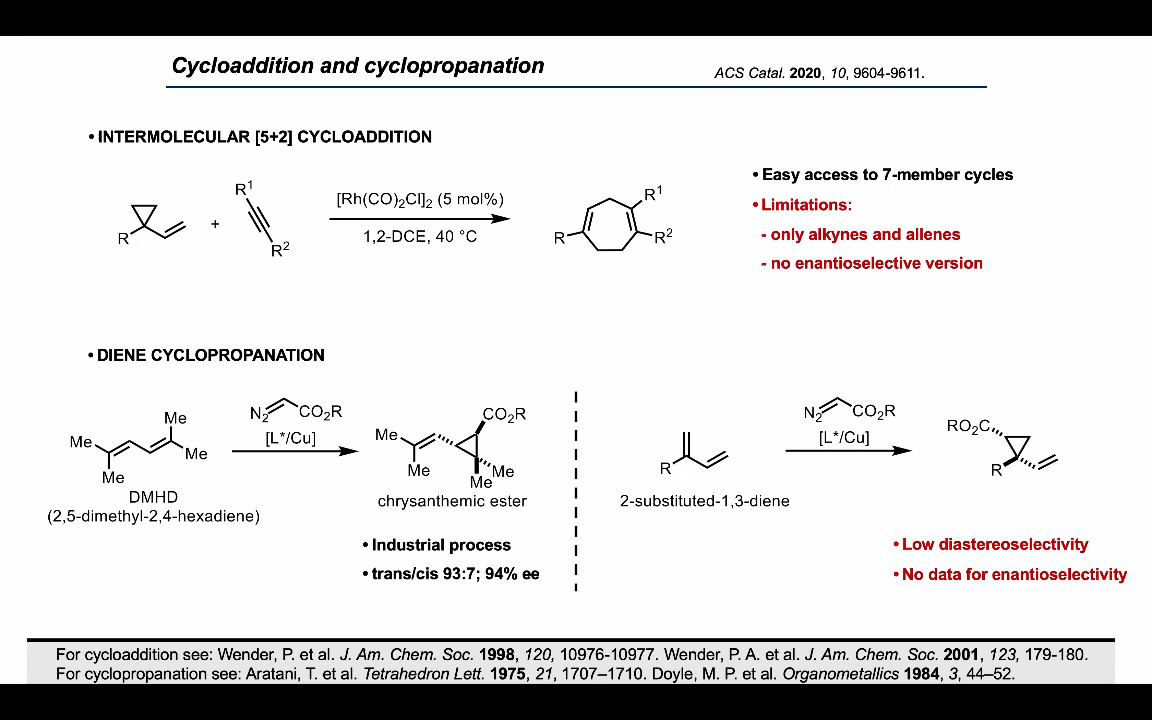 Cycloaddition and cyclopropanation
ACS Catal. 2020, 10, 9604-9611.
• INTERMOLECULAR [5+2] CYCLOADDITION
R
+
R1
R2
[Rh(CO)2Cl]2 (5 mol%)
1,2-DCE, 40 °C
R
R1
R2
• Easy access to 7-member cycles
• Limitations:
- only alkynes and allenes
- no enantioselective version
• DIENE CYCLOPROPANATION
Me
Me
Me
Me
DMHD
(2,5-dimethyl-2,4-hexadiene)
N2 CO2R
[L*/Cu]
CO2R
Me
Me
Me
Me
chrysanthemic ester
• Industrial process
• trans/cis 93:7; 94% ee
R
2-substituted-1,3-diene
N2 CO2R
[L*/Cu]
RO2C
R
• Low diastereoselectivity
• No data for enantioselectivity
For cycloaddition see: Wender, P. et al. J. Am. Chem. Soc. 1998, 120, 10976-10977. Wender, P. A. et al. J. Am. Chem. Soc. 2001, 123, 179-180.
For cyclopropanation see: Aratani, T. et al. Tetrahedron Lett. 1975, 21, 1707–1710. Doyle, M. P. et al. Organometallics 1984, 3, 44–52.